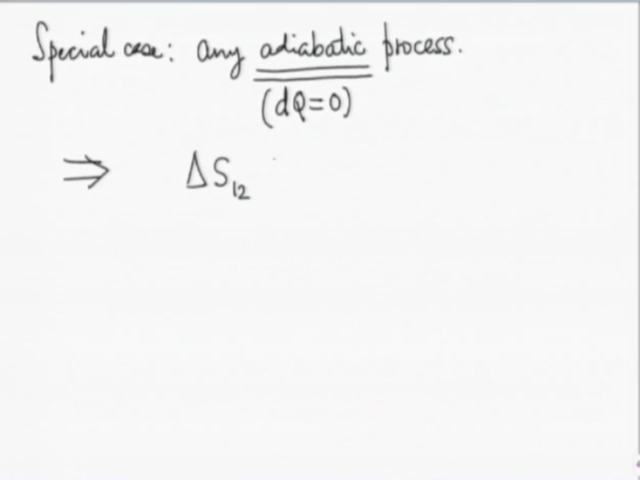 Special case: any adiabatic process.
(dQ=0)
⇒ ΔS₁₂